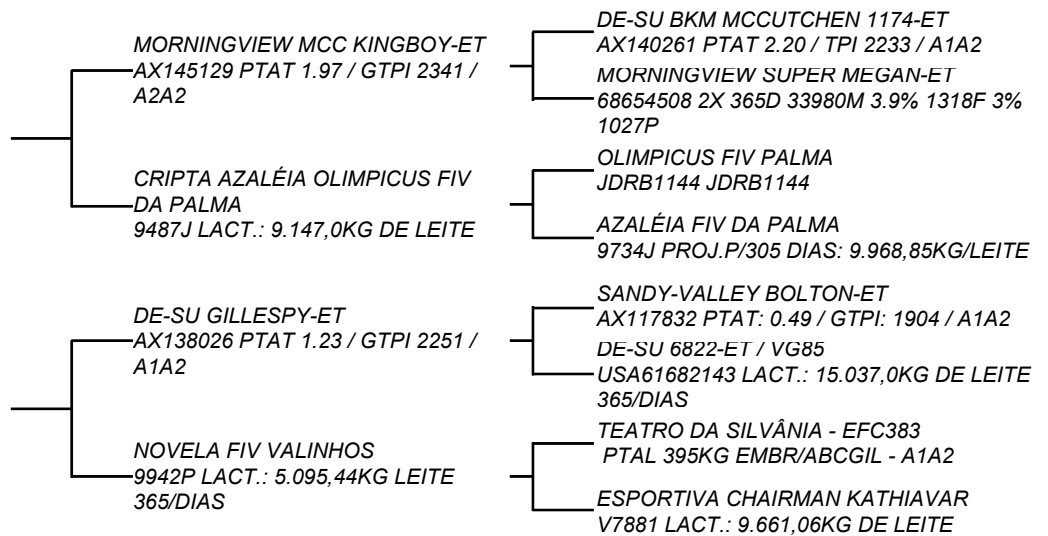 MORNINGVIEW MCC KINGBOY-ET
AX145129 PTAT 1.97 / GTPI 2341 /
A2A2
CRIPTA AZALÉIA OLIMPICUS FIV
DA PALMA
9487J LACT.: 9.147,0KG DE LEITE
DE-SU GILLESPY-ET
AX138026 PTAT 1.23 / GTPI 2251 /
A1A2
NOVELA FIV VALINHOS
9942P LACT.: 5.095,44KG LEITE
365/DIAS
DE-SU BKM MCCUTCHEN 1174-ET
AX140261 PTAT 2.20 / TPI 2233 / A1A2
MORNINGVIEW SUPER MEGAN-ET
68654508 2X 365D 33980M 3.9% 1318F 3%
1027P
OLIMPICUS FIV PALMA
JDRB1144 JDRB1144
AZALÉIA FIV DA PALMA
9734J PROJ.P/305 DIAS: 9.968,85KG/LEITE
SANDY-VALLEY BOLTON-ET
AX117832 PTAT: 0.49 / GTPI: 1904 / A1A2
DE-SU 6822-ET / VG85
USA61682143 LACT.: 15.037,0KG DE LEITE
365/DIAS
TEATRO DA SILVÂNIA - EFC383
PTAL 395KG EMBR/ABCGIL - A1A2
ESPORTIVA CHAIRMAN KATHIAVAR
V7881 LACT.: 9.661,06KG DE LEITE